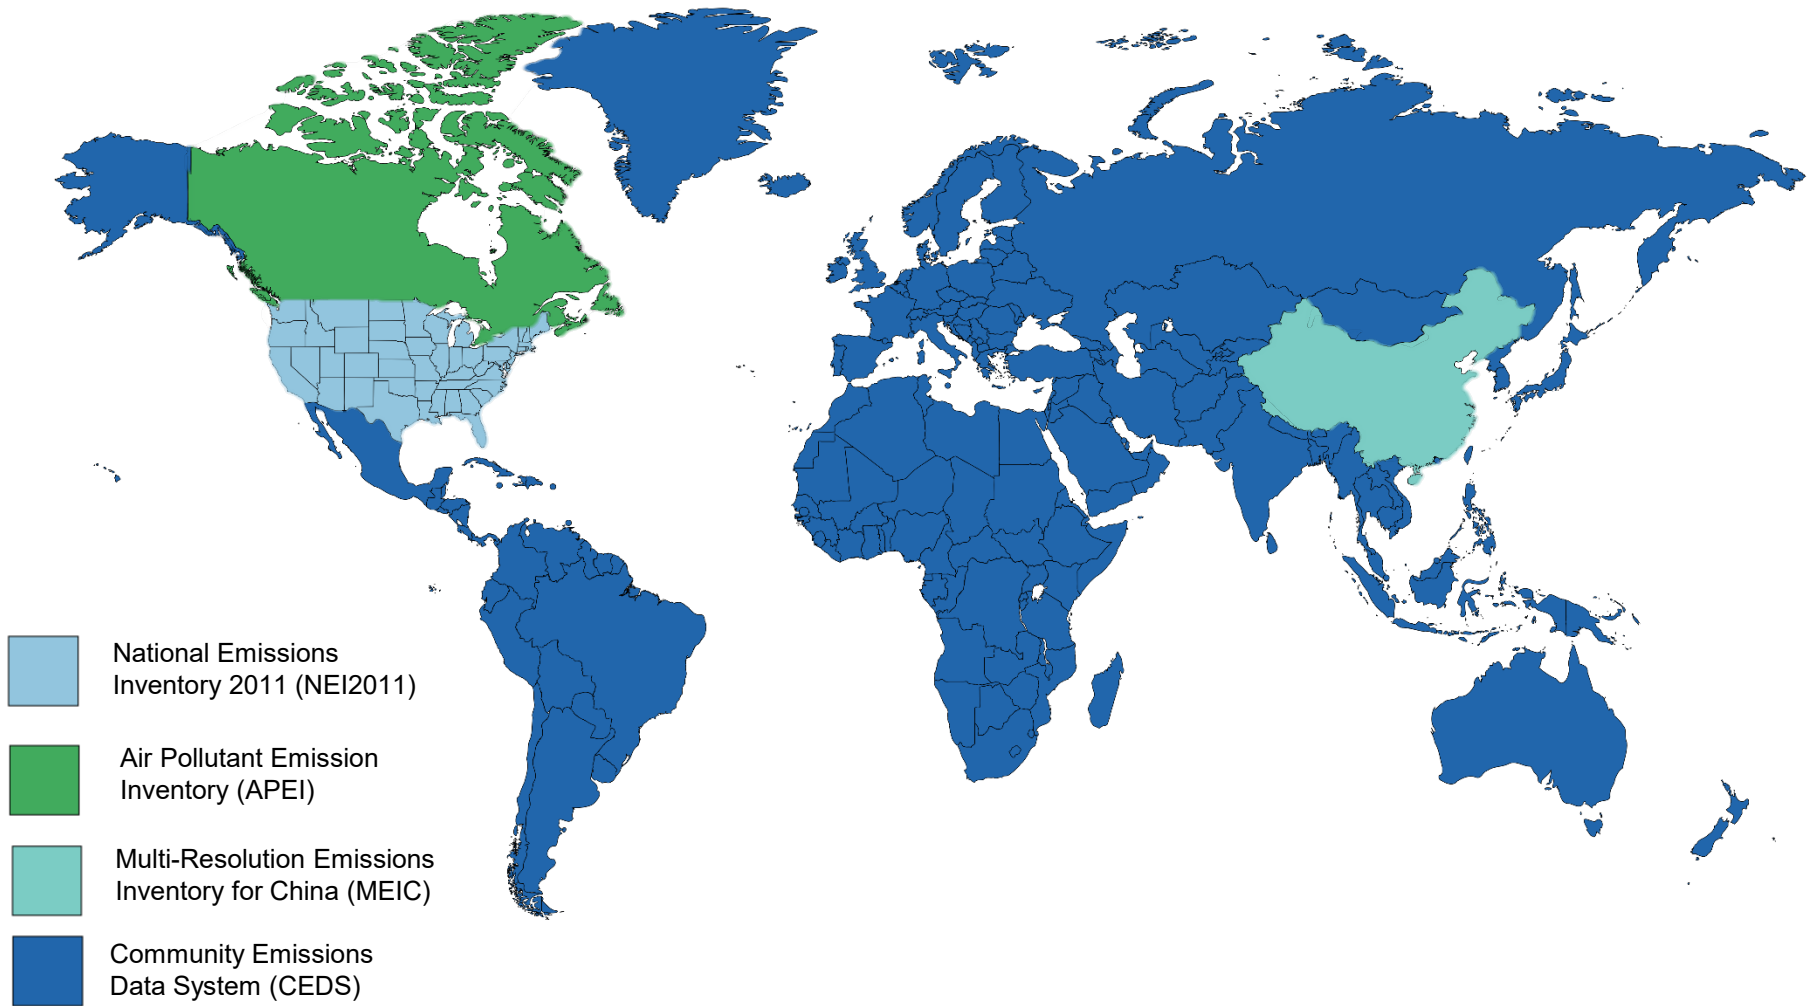 National Emissions
Inventory 2011 (NEI2011)
Air Pollutant Emission
Inventory (APEI)
Multi-Resolution Emissions
Inventory for China (MEIC)
Community Emissions
Data System (CEDS)